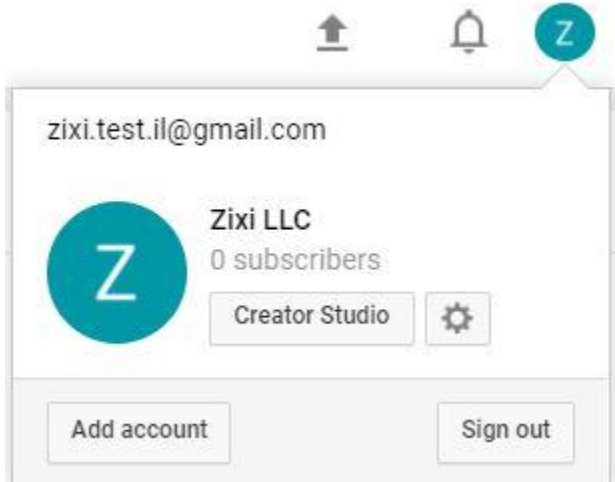 Z
zixi.test.il@gmail.com
Z
Zixi LLC
0 subscribers
Creator Studio
Add account
Sign out